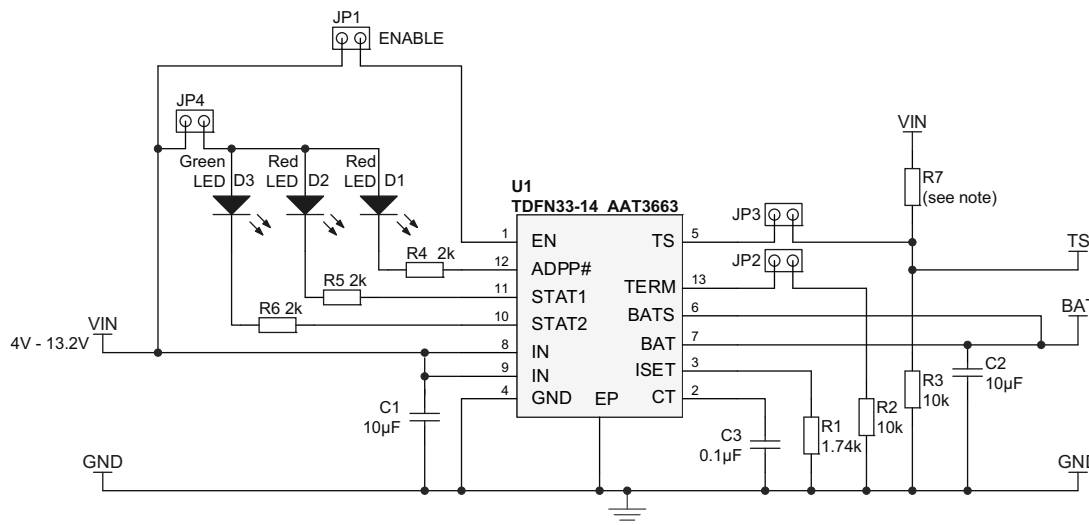 JP1
ENABLE
JP4
Green LED D3
Red LED D2
Red LED D1
U1
TDFN33-14 AAT3663
VIN
R7
(see note)
JP3
TS
1 EN
TS 5
R4 2k
12 ADPP#
JP2
TERM 13
R5 2k
11 STAT1
BATS 6
BAT
R6 2k
10 STAT2
BAT 7
VIN
4V - 13.2V
8 IN
ISET 3
9 IN
CT 2
4 GND
EP
C1
10µF
C3
0.1µF
R1
1.74k
R2
10k
R3
10k
C2
10µF
GND
GND